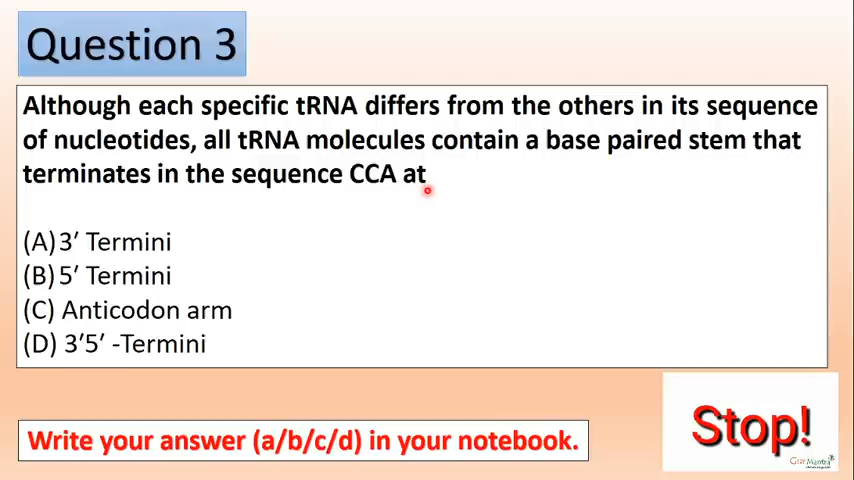 Question 3
Although each specific tRNA differs from the others in its sequence
of nucleotides, all tRNA molecules contain a base paired stem that
terminates in the sequence CCA at
(A) 3′ Termini
(B) 5′ Termini
(C) Anticodon arm
(D) 3′5′ -Termini
Write your answer (a/b/c/d) in your notebook.
Stop!